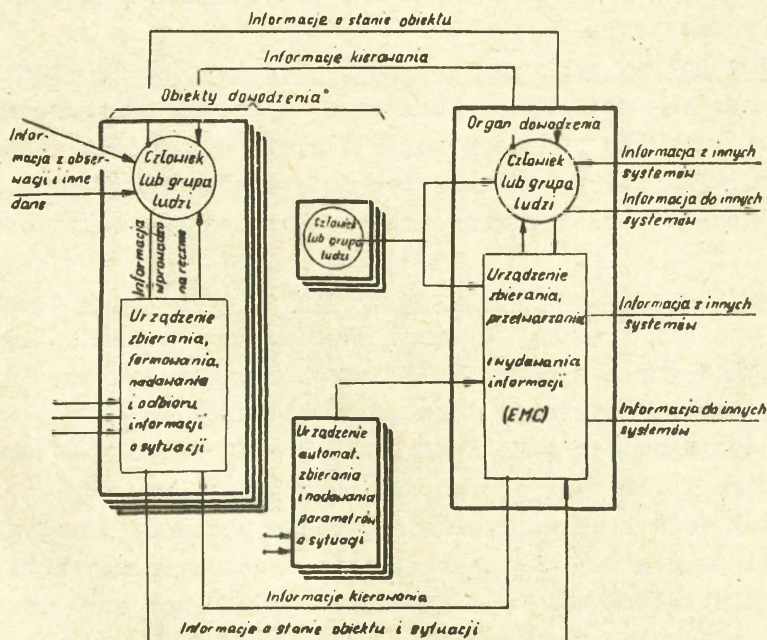 Informacje o stanie obiektu
Informacje kierowania
Obiekty dowodzenia"
Infor-
macja z obser-
wacji i inne
dane
Człowiek
lub grupa
ludzi
Informacja
wprowadza
na ręcznie
Urządzenie
zbierania,
formowania,
nadawania
i odbioru
informacji
o sytuacji
Człowiek
lub grupa
ludzi
Urządzenie
automat.
zbierania
i nadawania
parametrów
o sytuacji
Organ dowodzenia
Człowiek
lub grupa
ludzi
Urządzenie
zbierania,
przetwarzania
i wydawania
informacji
(EMC)
Informacja z innych
systemów
Informacja do innych
systemów
Informacja z innych
systemów
Informacja do innych
systemów
Informacje kierowania
Informacje o stanie obiektu i sytuacji